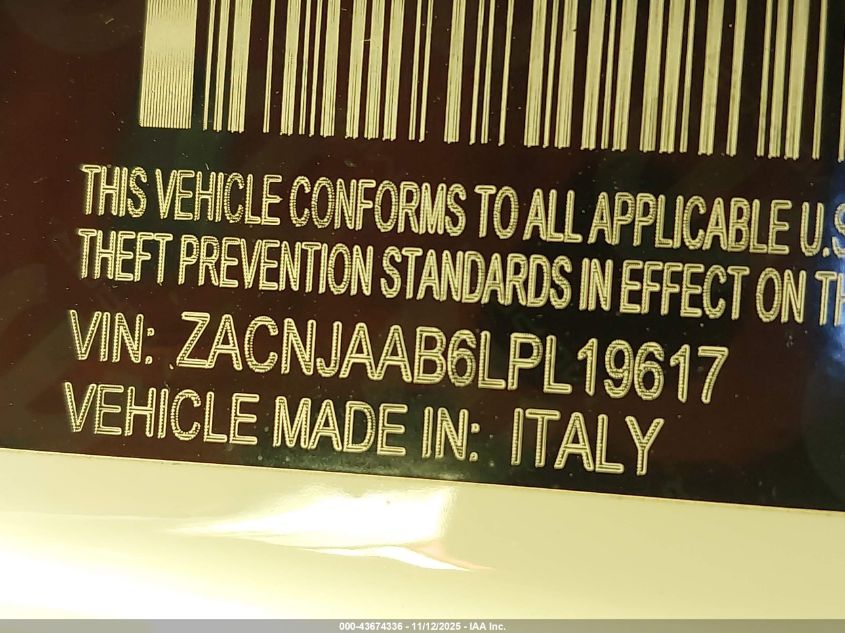 THIS VEHICLE CONFORMS TO ALL APPLICABLE U.S
THEFT PREVENTION STANDARDS IN EFFECT ON TH
VIN: ZACNJAAB6LPL19617
VEHICLE MADE IN: ITALY
000-43674336 - 11/12/2025 - IAA Inc.